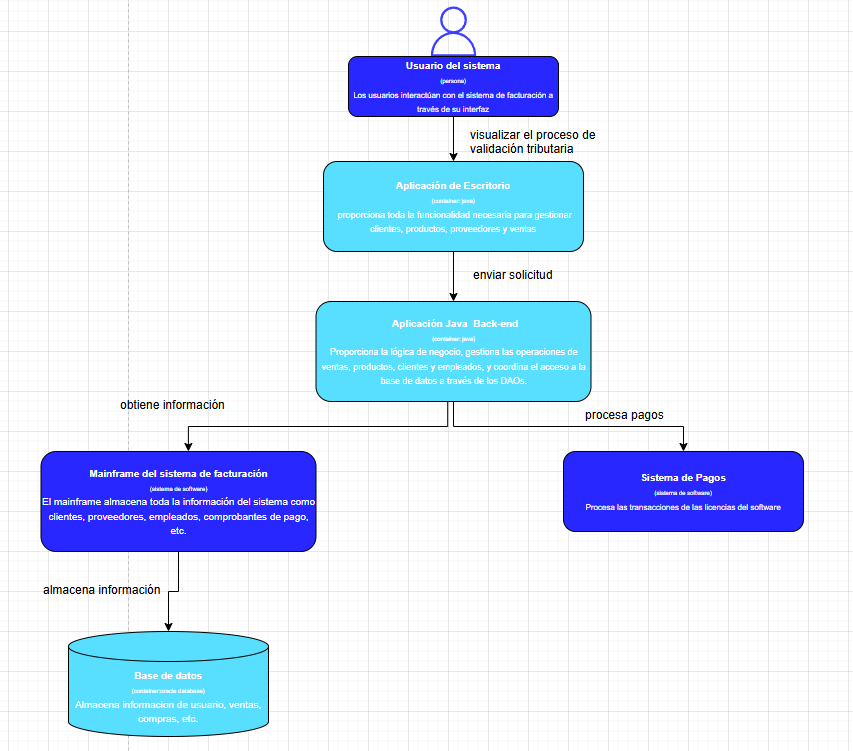 Usuario del sistema
(persona)
Los usuarios interactúan con el sistema de facturación a
través de su interfaz
visualizar el proceso de
validación tributaria
Aplicación de Escritorio
(container: java)
proporciona toda la funcionalidad necesaria para gestionar
clientes, productos, proveedores y ventas
enviar solicitud
Aplicación Java Back-end
(container: java)
Proporciona la lógica de negocio, gestiona las operaciones de
ventas, productos, clientes y empleados, y coordina el acceso a la
base de datos a través de los DAOs.
obtiene información
procesa pagos
Mainframe del sistema de facturación
(sistema de software)
El mainframe almacena toda la información del sistema como
clientes, proveedores, empleados, comprobantes de pago,
etc.
Sistema de Pagos
(sistema de software)
Procesa las transacciones de las licencias del software
almacena información
Base de datos
(container:oracle database)
Almacena informacion de usuario, ventas,
compras, etc.